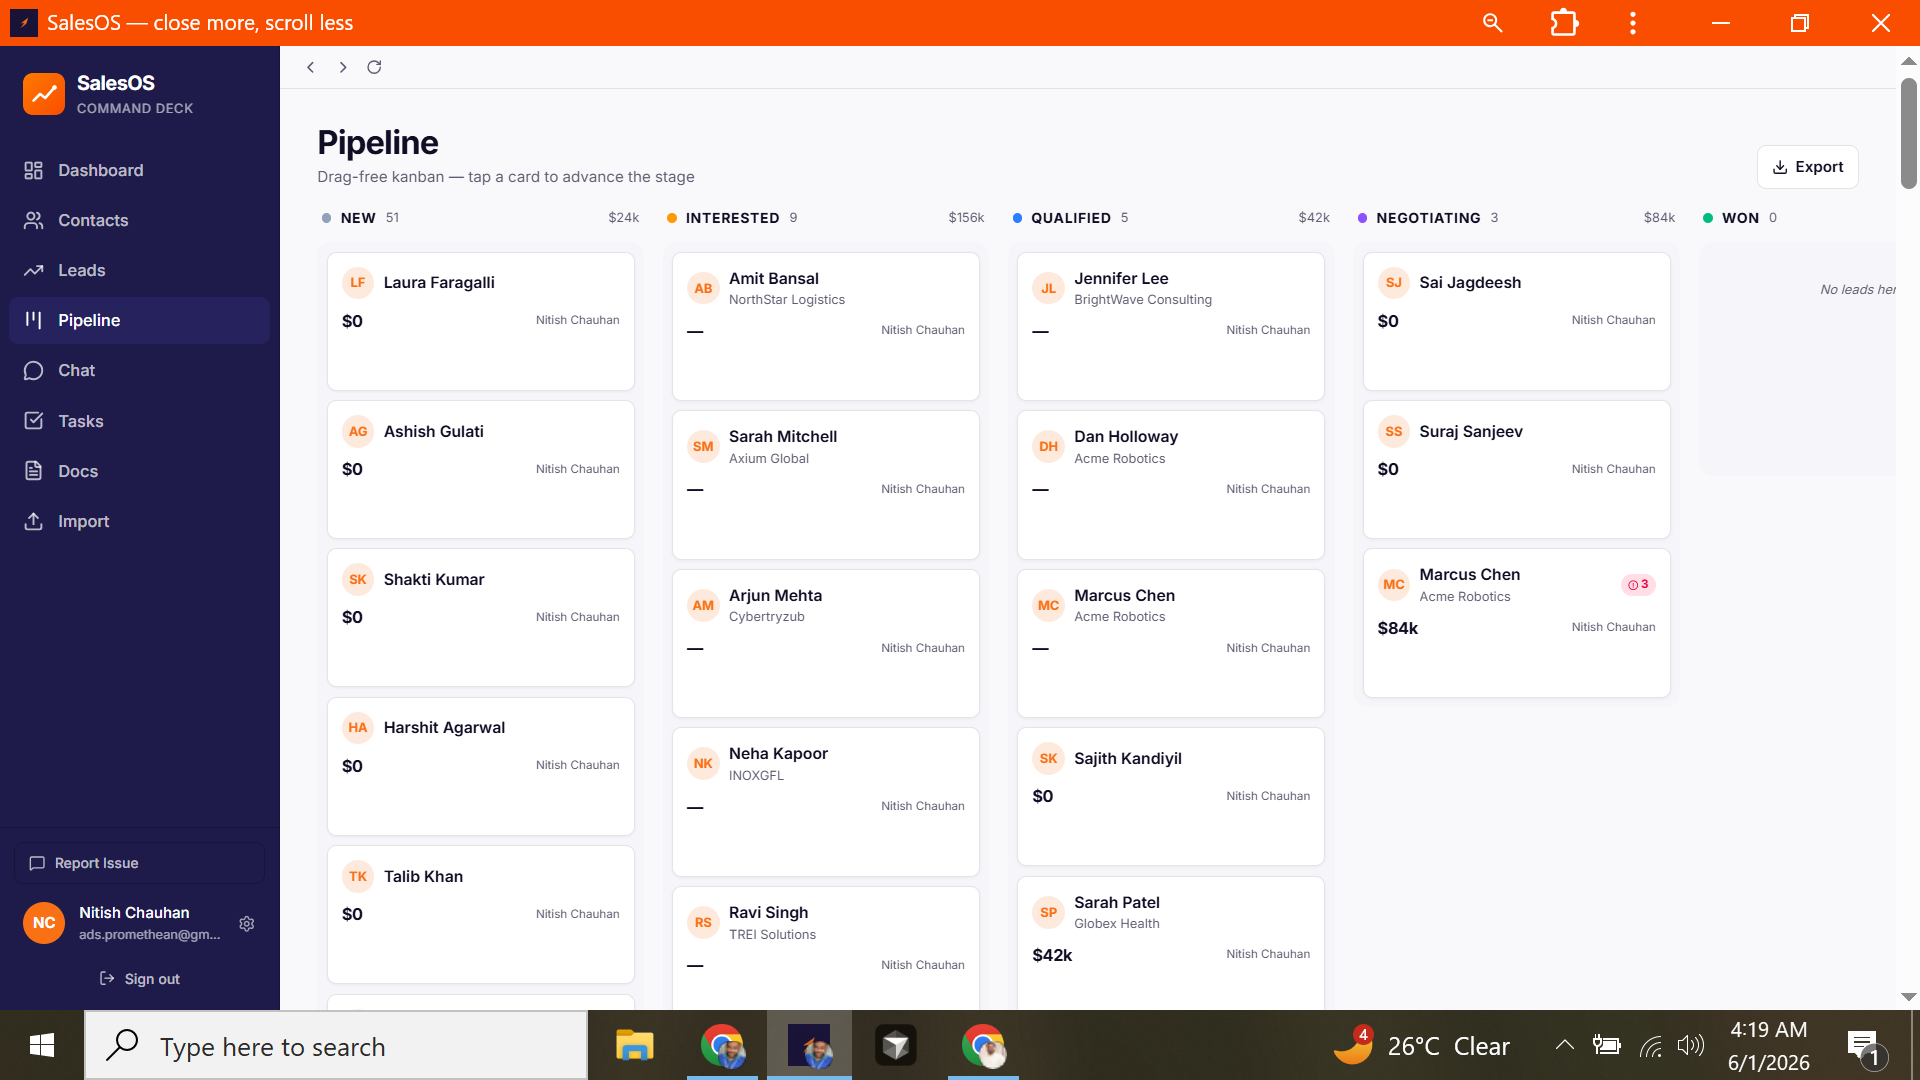 SalesOS — close more, scroll less
SalesOS
COMMAND DECK
Dashboard
Contacts
Leads
Pipeline
Chat
Tasks
Docs
Import
Report Issue
NC
Nitish Chauhan
ads.promethean@gm...
Sign out
Pipeline
Drag-free kanban — tap a card to advance the stage
Export
NEW 51 $24k
LF Laura Faragalli
$0 Nitish Chauhan
AG Ashish Gulati
$0 Nitish Chauhan
SK Shakti Kumar
$0 Nitish Chauhan
HA Harshit Agarwal
$0 Nitish Chauhan
TK Talib Khan
$0 Nitish Chauhan
INTERESTED 9 $156k
AB Amit Bansal
NorthStar Logistics
— Nitish Chauhan
SM Sarah Mitchell
Axium Global
— Nitish Chauhan
AM Arjun Mehta
Cybertryzub
— Nitish Chauhan
NK Neha Kapoor
INOXGFL
— Nitish Chauhan
RS Ravi Singh
TREI Solutions
— Nitish Chauhan
QUALIFIED 5 $42k
JL Jennifer Lee
BrightWave Consulting
— Nitish Chauhan
DH Dan Holloway
Acme Robotics
— Nitish Chauhan
MC Marcus Chen
Acme Robotics
— Nitish Chauhan
SK Sajith Kandiyil
$0 Nitish Chauhan
SP Sarah Patel
Globex Health
$42k Nitish Chauhan
NEGOTIATING 3 $84k
SJ Sai Jagdeesh
$0 Nitish Chauhan
SS Suraj Sanjeev
$0 Nitish Chauhan
MC Marcus Chen 3
Acme Robotics
$84k Nitish Chauhan
WON 0
No leads her
Type here to search
4
26°C Clear
4:19 AM
6/1/2026
1